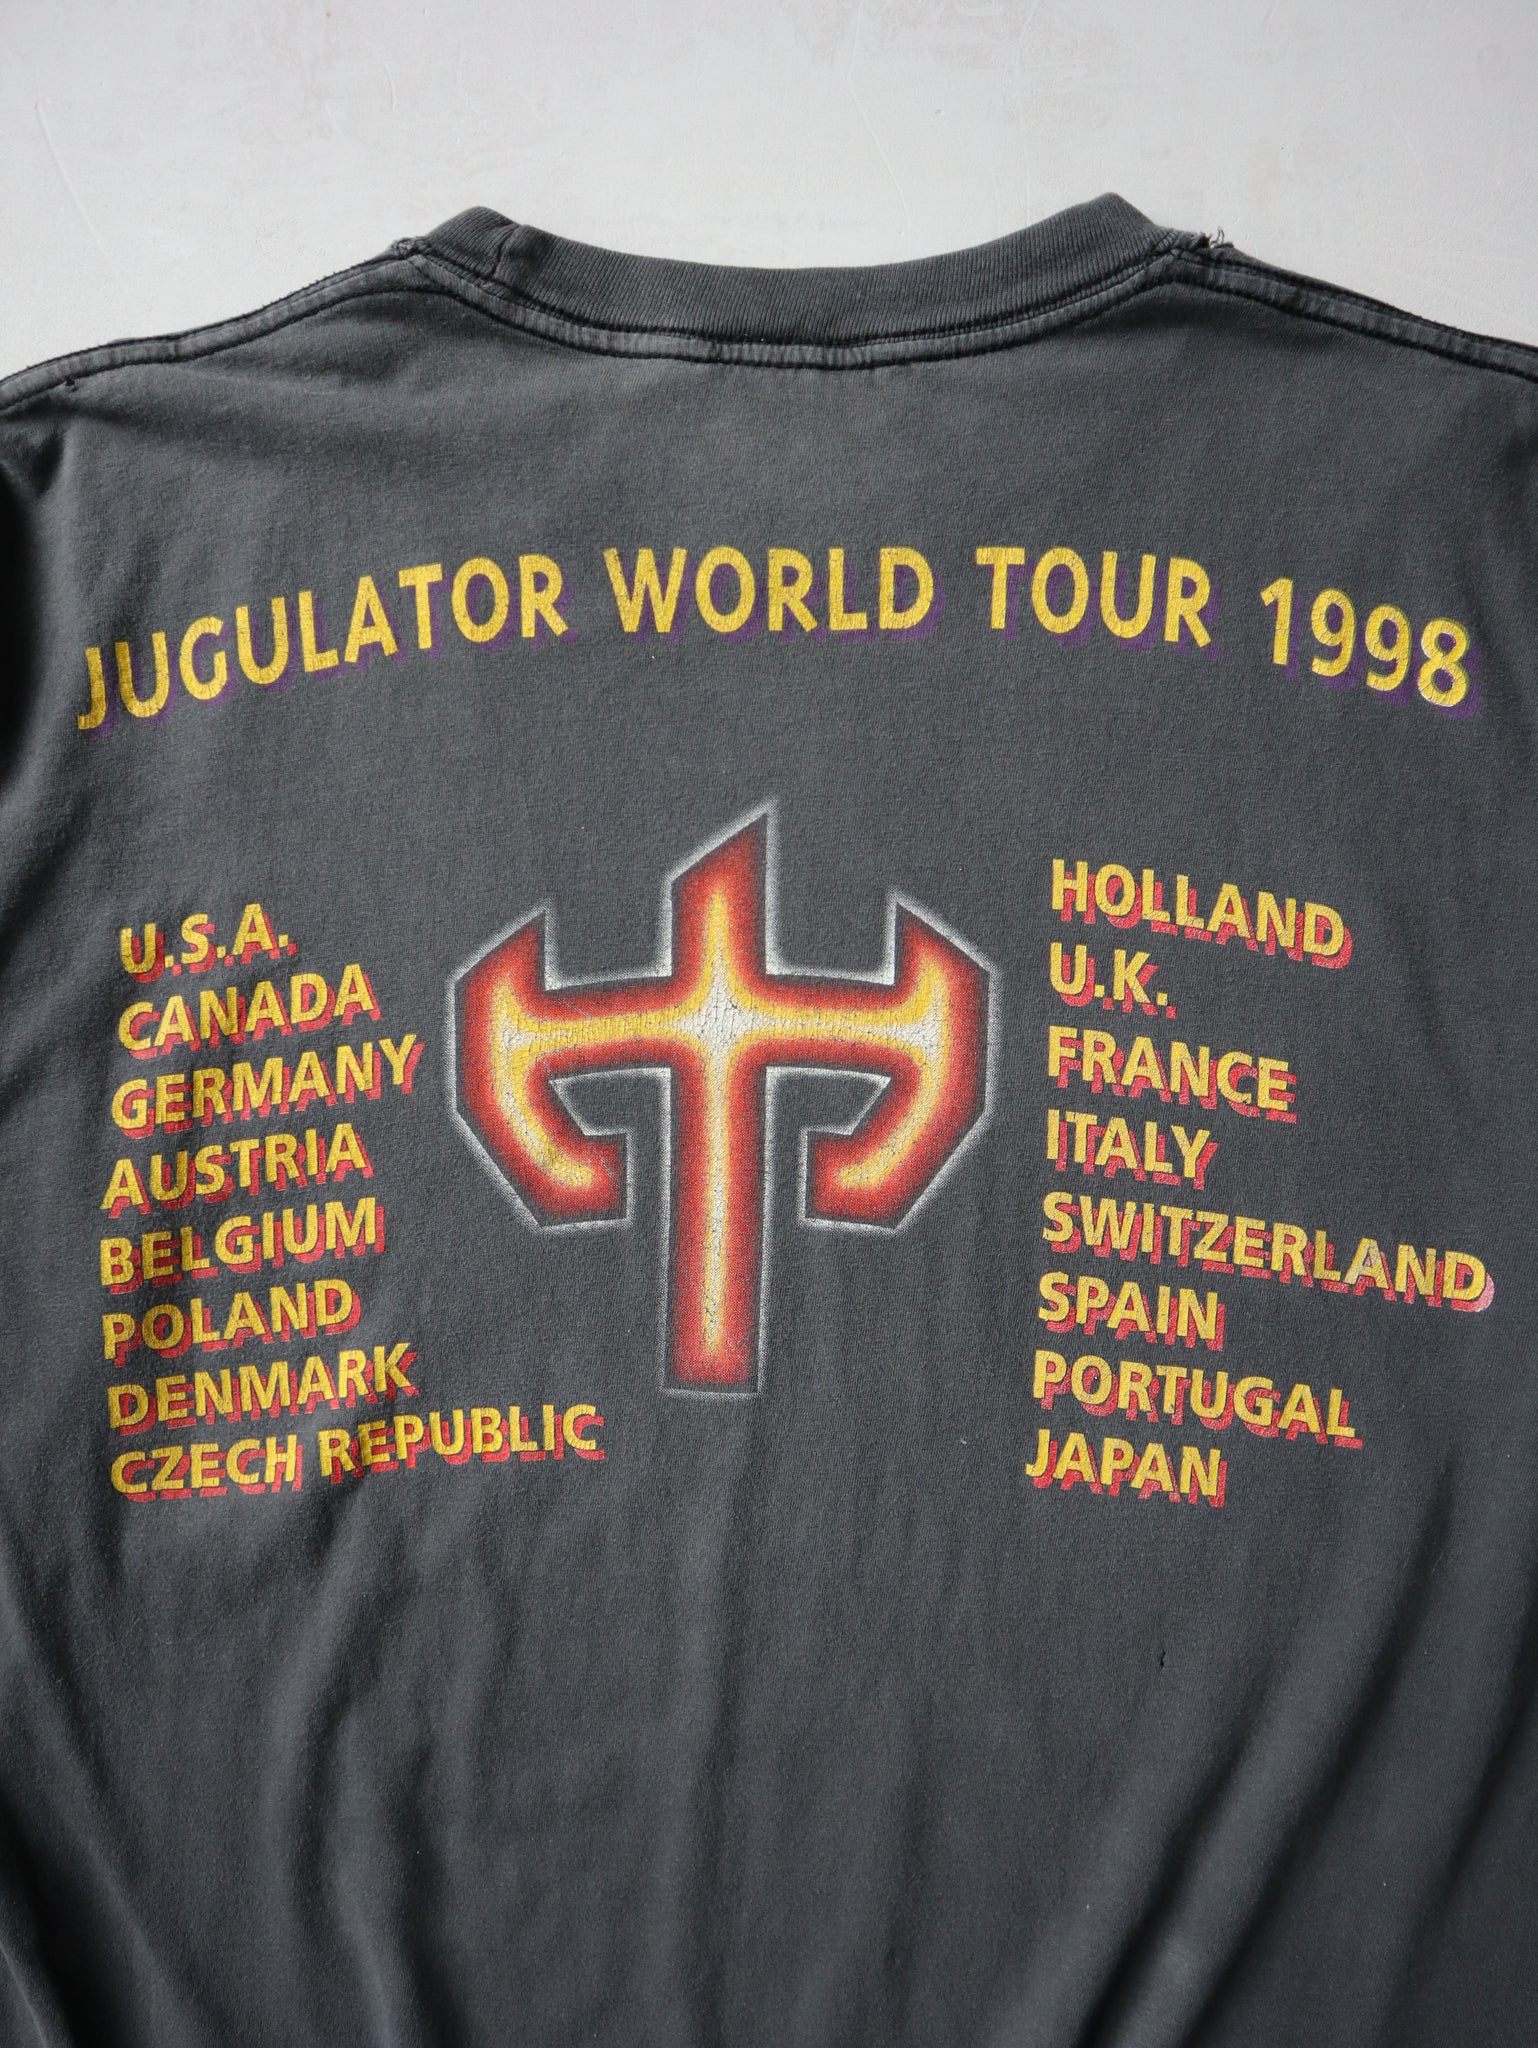 JUGULATOR WORLD TOUR 1998
U.S.A.
CANADA
GERMANY
AUSTRIA
BELGIUM
POLAND
DENMARK
CZECH REPUBLIC
HOLLAND
U.K.
FRANCE
ITALY
SWITZERLAND
SPAIN
PORTUGAL
JAPAN